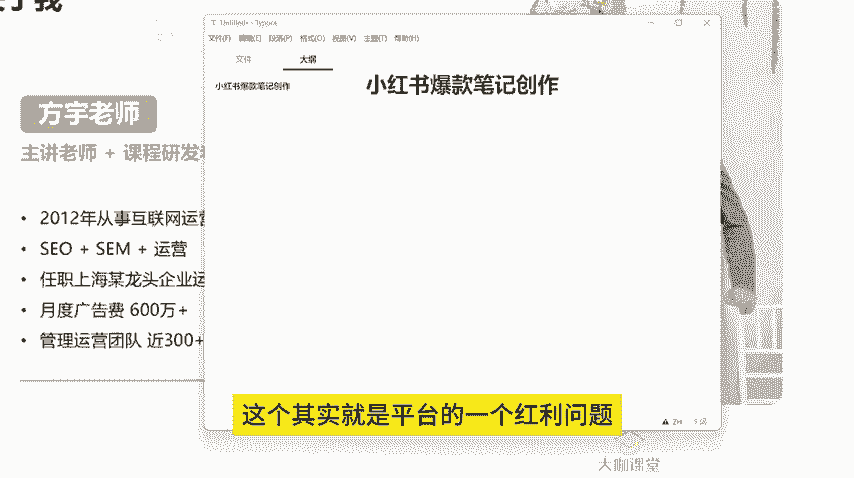 方宇老师
主讲老师 + 课程研发
2012年从事互联网运营
SEO + SEM + 运营
任职上海某龙头企业运
月度广告费 600万+
管理运营团队 近300+
Untitled - Typora
文件(F) 编辑(E) 段落(P) 格式(O) 视图(V) 主题(T) 帮助(H)
文件 大纲
小红书爆款笔记创作
小红书爆款笔记创作
这个其实就是平台的一个红利问题
大咖课堂